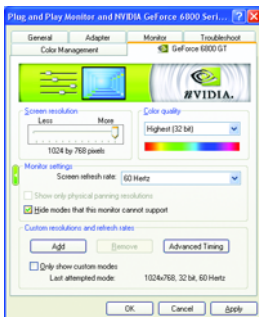 Plug and Play Monitor and NVIDIA GeForce 6800 Seri...
General Adapter Monitor Troubleshoot
Color Management GeForce 6800 GT
NVIDIA.
Screen resolution
Less More
1024 by 768 pixels
Color quality
Highest (32 bit)
Monitor settings
Screen refresh rate: 60 Hertz
Show only physical panning resolutions
Hide modes that this monitor cannot support
Custom resolutions and refresh rates
Add Remove Advanced Timing
Only show custom modes
Last attempted mode: 1024x768, 32 bit, 60 Hertz
OK Cancel Apply